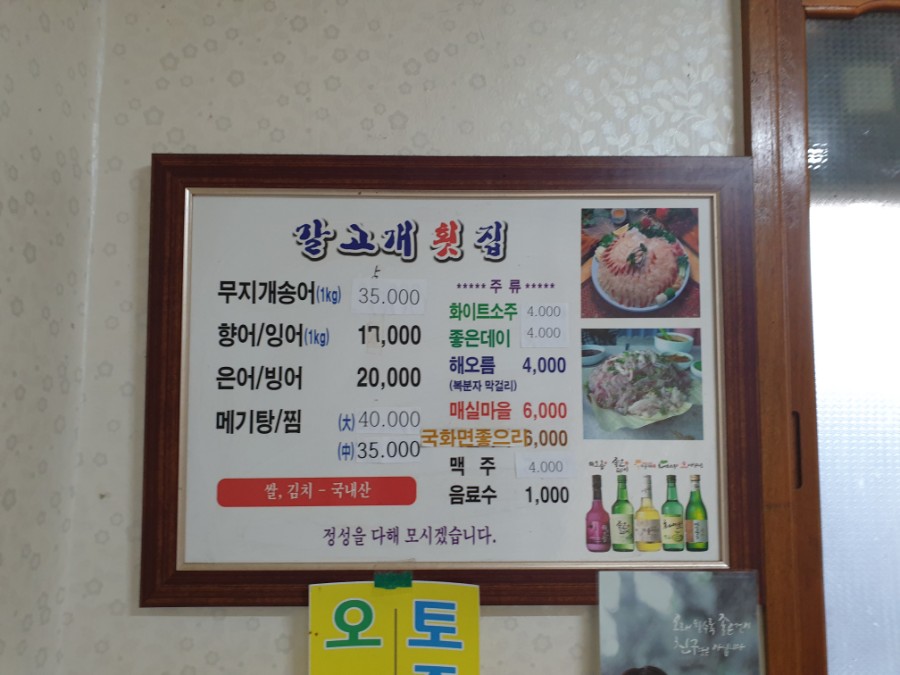 갈고개횟집
무지개송어(1kg) 35.000
향어/잉어(1kg) 17,000
은어/빙어 20,000
메기탕/찜 (大) 40.000
(中) 35.000
쌀, 김치 - 국내산
***** 주 류 *****
화이트소주 4.000
좋은데이 4.000
해오름 4,000
(복분자 막걸리)
매실마을 6,000
국화면좋으리 6,000
맥 주 4.000
음료수 1,000
정성을 다해 모시겠습니다.
오 토